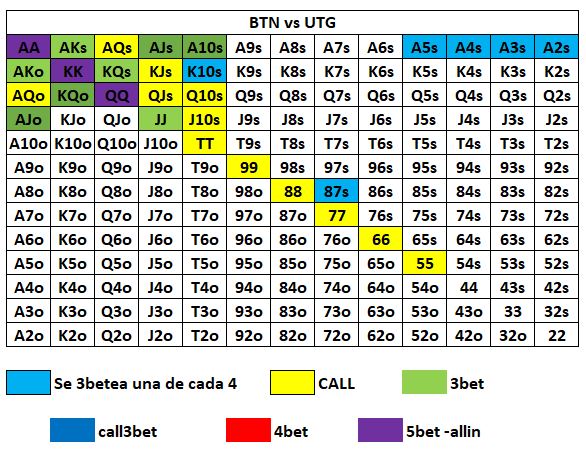 BTN vs UTG
AA AKs AQs AJs A10s A9s A8s A7s A6s A5s A4s A3s A2s
AKo KK KQs KJs K10s K9s K8s K7s K6s K5s K4s K3s K2s
AQo KQo QQ QJs Q10s Q9s Q8s Q7s Q6s Q5s Q4s Q3s Q2s
AJo KJo QJo JJ J10s J9s J8s J7s J6s J5s J4s J3s J2s
A10o K10o Q10o J10o TT T9s T8s T7s T6s T5s T4s T3s T2s
A9o K9o Q9o J9o T9o 99 98s 97s 96s 95s 94s 93s 92s
A8o K8o Q8o J8o T8o 98o 88 87s 86s 85s 84s 83s 82s
A7o K7o Q7o J7o T7o 97o 87o 77 76s 75s 74s 73s 72s
A6o K6o Q6o J6o T6o 96o 86o 76o 66 65s 64s 63s 62s
A5o K5o Q5o J5o T5o 95o 85o 75o 65o 55 54s 53s 52s
A4o K4o Q4o J4o T4o 94o 84o 74o 64o 54o 44 43s 42s
A3o K3o Q3o J3o T3o 93o 83o 73o 63o 53o 43o 33 32s
A2o K2o Q2o J2o T2o 92o 82o 72o 62o 52o 42o 32o 22
Se 3betea una de cada 4 CALL 3bet
call3bet 4bet 5bet -allin